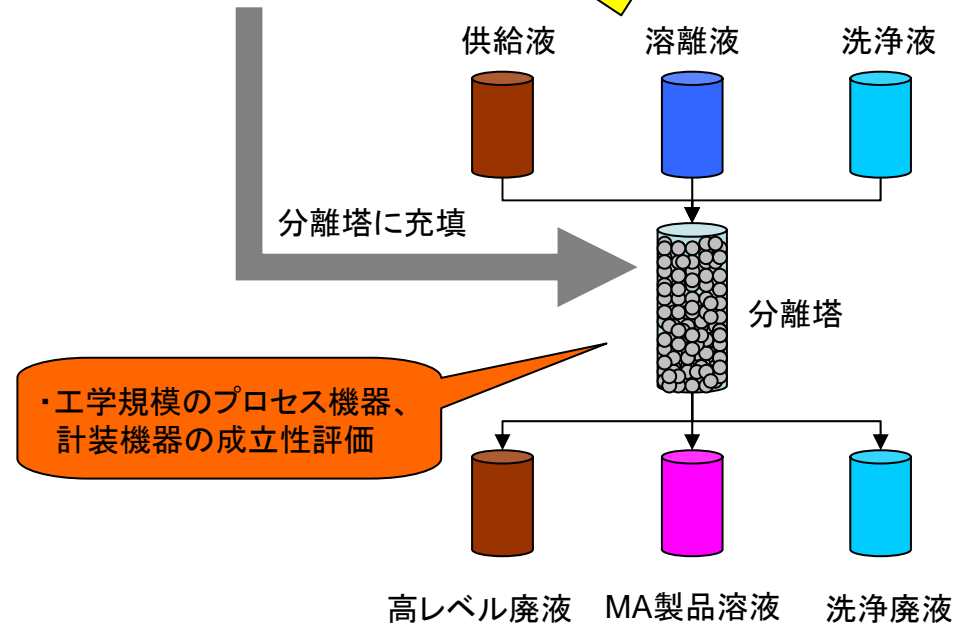 供給液 溶離液 洗浄液
分離塔に充填
分離塔
・工学規模のプロセス機器、
計装機器の成立性評価
高レベル廃液 MA製品溶液 洗浄廃液